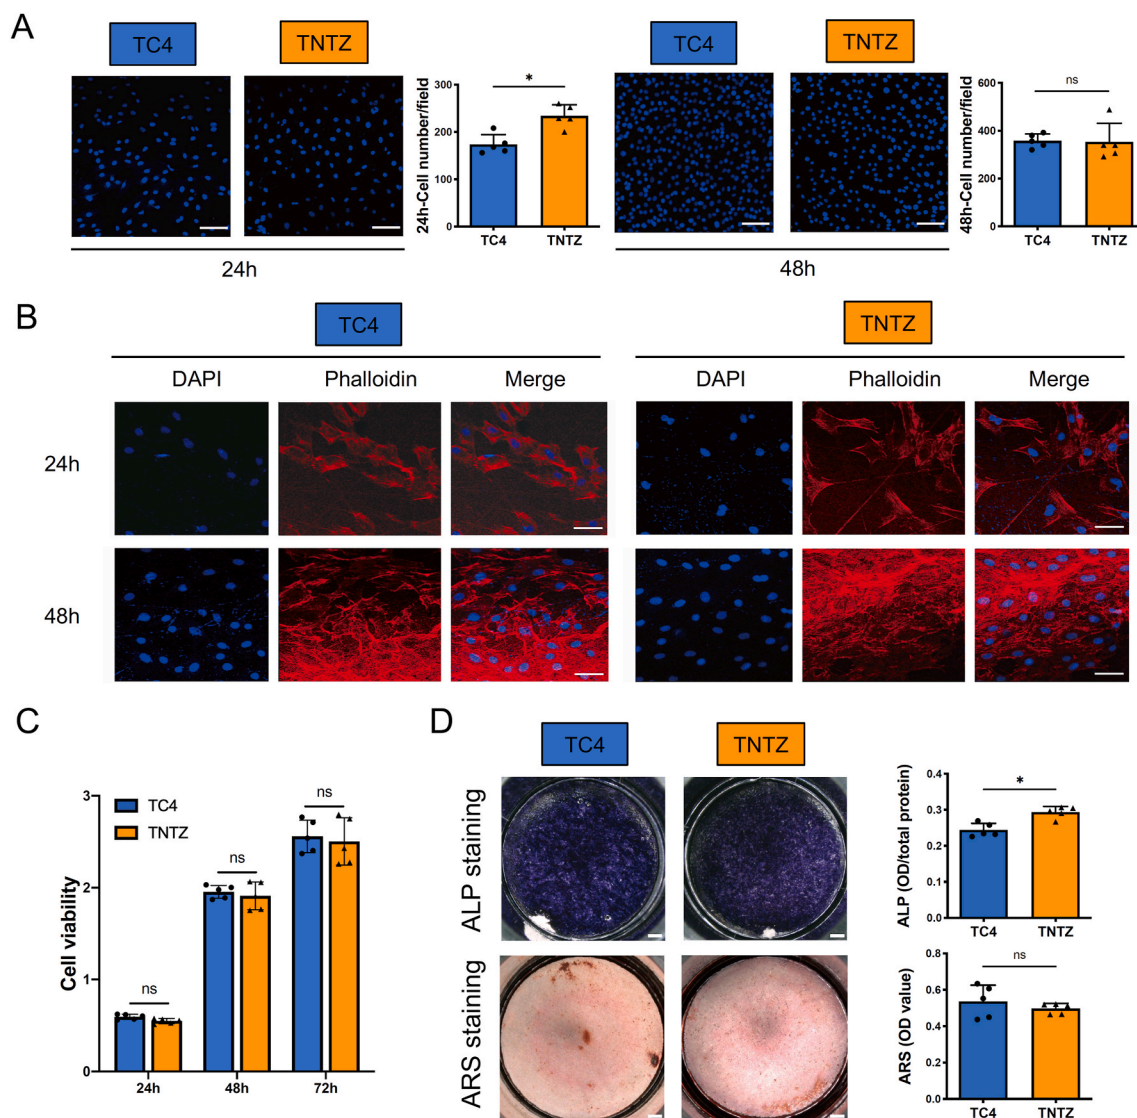 A
TC4
TNTZ
24h-Cell number/field
300
200
100
0
*
TC4
TNTZ
24h
TC4
TNTZ
48h-Cell number/field
600
400
200
0
ns
TC4
TNTZ
48h
B
TC4
TNTZ
DAPI
Phalloidin
Merge
DAPI
Phalloidin
Merge
24h
48h
C
Cell viability
3
2
1
0
TC4
TNTZ
ns
ns
ns
24h
48h
72h
D
TC4
TNTZ
ALP staining
ARS staining
ALP (OD/total protein)
0.4
0.3
0.2
0.1
0.0
*
TC4
TNTZ
ARS (OD value)
0.8
0.6
0.4
0.2
0.0
ns
TC4
TNTZ